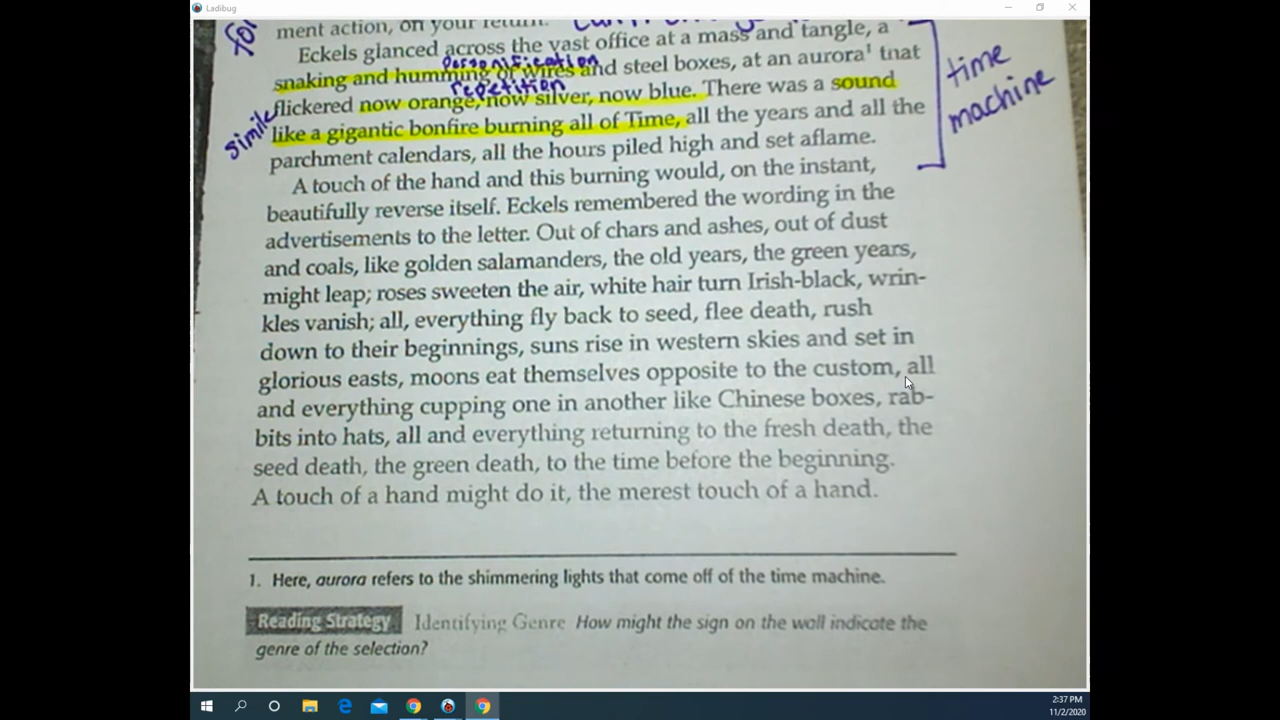 Ladibug
for
ment action, on your return.
Eckels glanced across the vast office at a mass and tangle, a
personification
snaking and humming of wires and steel boxes, at an aurora¹ that
repetition
flickered now orange, now silver, now blue. There was a sound
simile
like a gigantic bonfire burning all of Time, all the years and all the
parchment calendars, all the hours piled high and set aflame.
time
machine
A touch of the hand and this burning would, on the instant,
beautifully reverse itself. Eckels remembered the wording in the
advertisements to the letter. Out of chars and ashes, out of dust
and coals, like golden salamanders, the old years, the green years,
might leap; roses sweeten the air, white hair turn Irish-black, wrin-
kles vanish; all, everything fly back to seed, flee death, rush
down to their beginnings, suns rise in western skies and set in
glorious easts, moons eat themselves opposite to the custom, all
and everything cupping one in another like Chinese boxes, rab-
bits into hats, all and everything returning to the fresh death, the
seed death, the green death, to the time before the beginning.
A touch of a hand might do it, the merest touch of a hand.
1. Here, aurora refers to the shimmering lights that come off of the time machine.
Reading Strategy Identifying Genre How might the sign on the wall indicate the
genre of the selection?
2:37 PM
11/2/2020